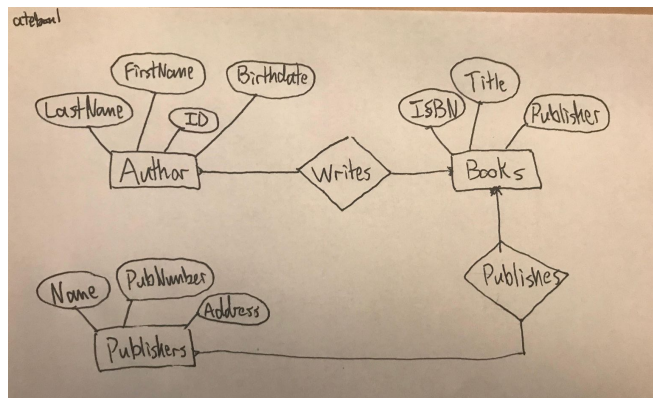 FirstName
Birthdate
LastName
ID
Title
ISBN
Publisher
Author
Writes
Books
Publishes
Name
PubNumber
Address
Publishers